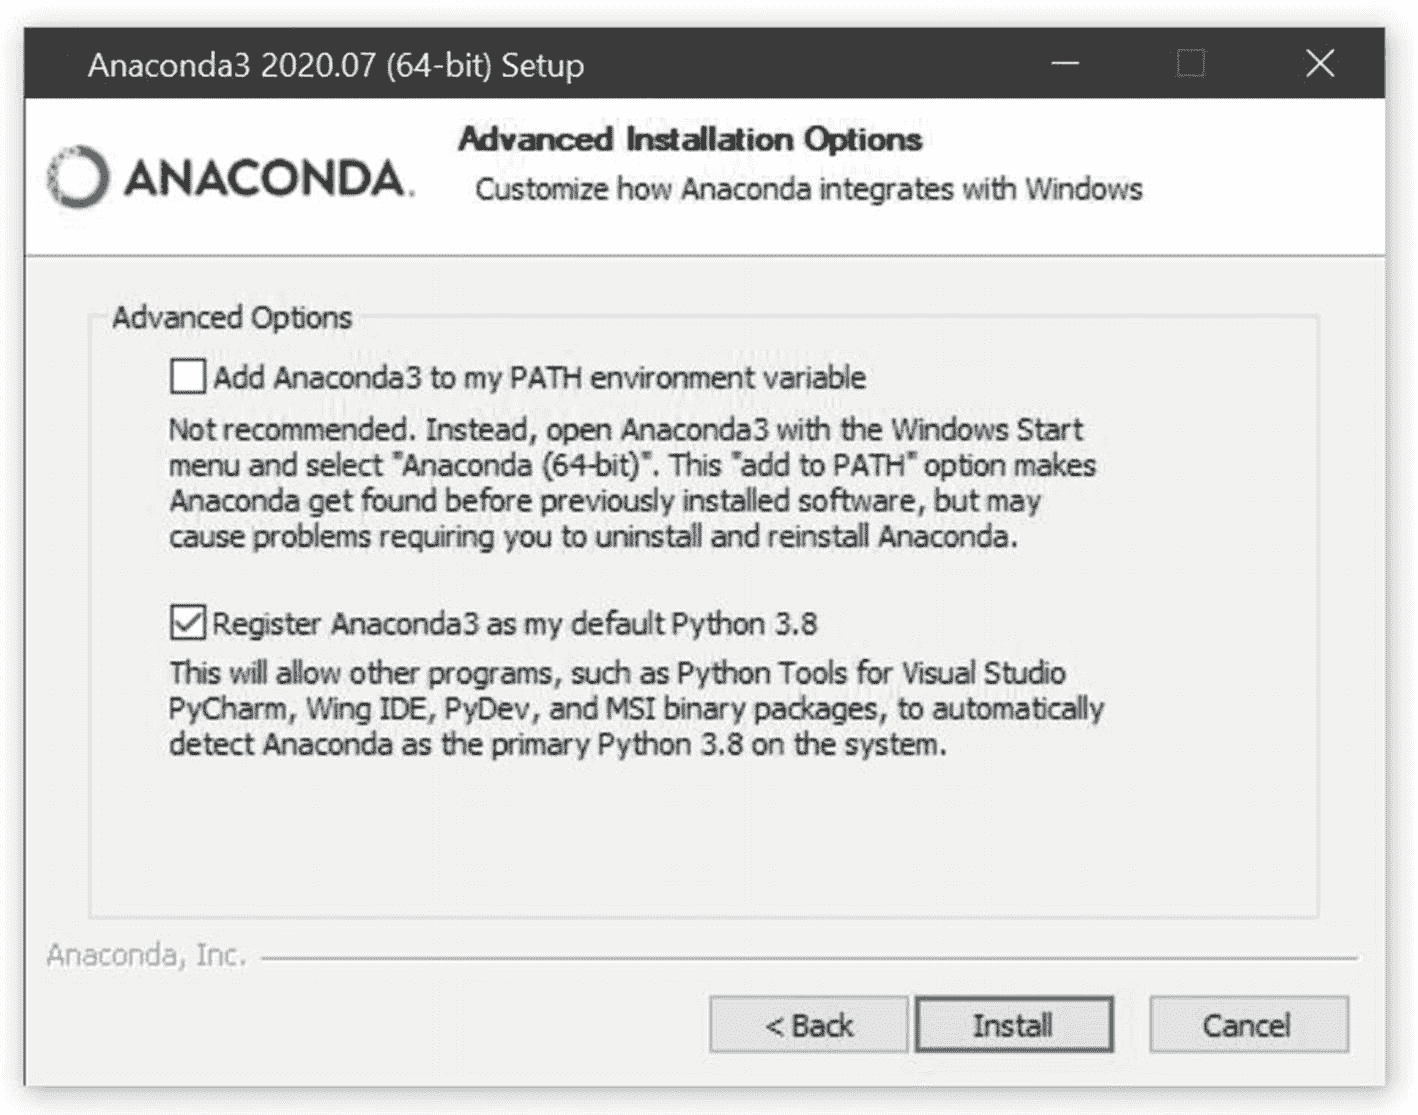 Anaconda3 2020.07 (64-bit) Setup
ANACONDA.
Advanced Installation Options
Customize how Anaconda integrates with Windows
Advanced Options
Add Anaconda3 to my PATH environment variable
Not recommended. Instead, open Anaconda3 with the Windows Start
menu and select "Anaconda (64-bit)". This "add to PATH" option makes
Anaconda get found before previously installed software, but may
cause problems requiring you to uninstall and reinstall Anaconda.
Register Anaconda3 as my default Python 3.8
This will allow other programs, such as Python Tools for Visual Studio
PyCharm, Wing IDE, PyDev, and MSI binary packages, to automatically
detect Anaconda as the primary Python 3.8 on the system.
Anaconda, Inc.
< Back
Install
Cancel